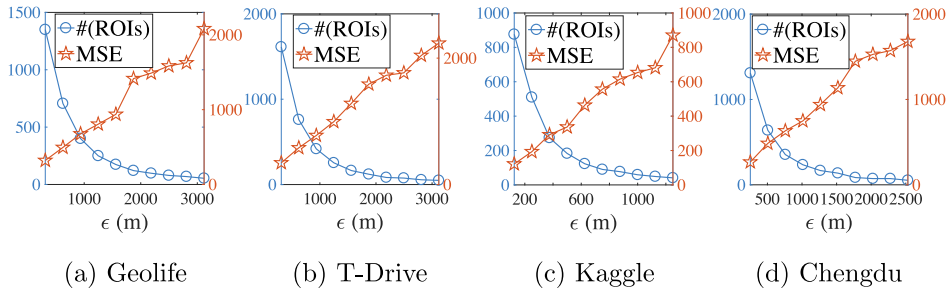 1500
1000
500
0
#(ROIs)
MSE
2000
1000
0
1000 2000 3000
ϵ (m)
(a) Geolife
2000
1000
0
#(ROIs)
MSE
2000
0
1000 2000 3000
ϵ (m)
(b) T-Drive
1000
800
600
400
200
0
#(ROIs)
MSE
1000
800
600
400
200
0
200 600 1000
ϵ (m)
(c) Kaggle
2000
1000
0
#(ROIs)
MSE
2000
1000
0
500 1000 1500 2000 2500
ϵ (m)
(d) Chengdu